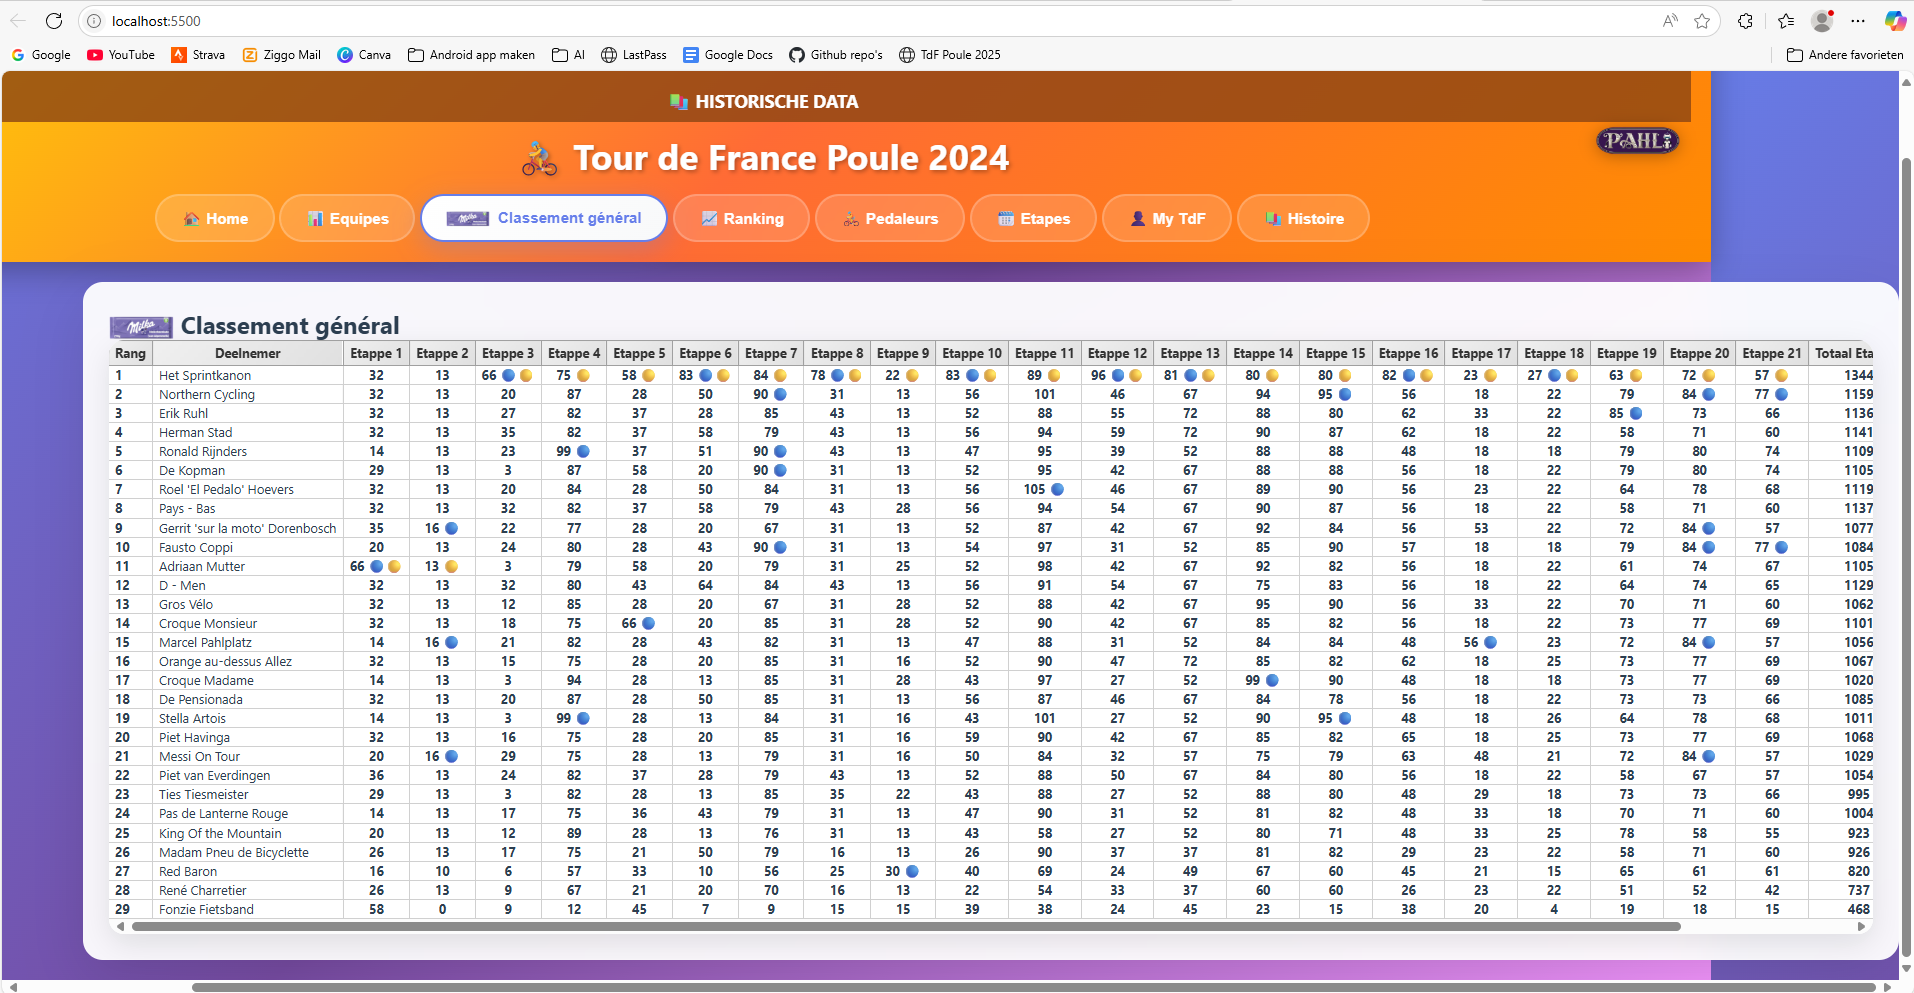 localhost:5500
Google YouTube Strava Ziggo Mail Canva Android app maken AI LastPass Google Docs Github repo's TdF Poule 2025 Andere favorieten
HISTORISCHE DATA
PAHL
Tour de France Poule 2024
Home Equipes Milka Classement général Ranking Pedaleurs Etapes My TdF Histoire
Milka Classement général
Rang Deelnemer Etappe 1 Etappe 2 Etappe 3 Etappe 4 Etappe 5 Etappe 6 Etappe 7 Etappe 8 Etappe 9 Etappe 10 Etappe 11 Etappe 12 Etappe 13 Etappe 14 Etappe 15 Etappe 16 Etappe 17 Etappe 18 Etappe 19 Etappe 20 Etappe 21 Totaal Eta
1 Het Sprintkanon 32 13 66 75 58 83 84 78 22 83 89 96 81 80 80 82 23 27 63 72 57 1344
2 Northern Cycling 32 13 20 87 28 50 90 31 13 56 101 46 67 94 95 56 18 22 79 84 77 1159
3 Erik Ruhl 32 13 27 82 37 28 85 43 13 52 88 55 72 88 80 62 33 22 85 73 66 1136
4 Herman Stad 32 13 35 82 37 58 79 43 13 56 94 59 72 90 87 62 18 22 58 71 60 1141
5 Ronald Rijnders 14 13 23 99 37 51 90 43 13 47 95 39 52 88 88 48 18 18 79 80 74 1109
6 De Kopman 29 13 3 87 58 20 90 31 13 52 95 42 67 88 88 56 18 22 79 80 74 1105
7 Roel 'El Pedalo' Hoevers 32 13 20 84 28 50 84 31 13 56 105 46 67 89 90 56 23 22 64 78 68 1119
8 Pays - Bas 32 13 32 82 37 58 79 43 28 56 94 54 67 90 87 56 18 22 58 71 60 1137
9 Gerrit 'sur la moto' Dorenbosch 35 16 22 77 28 20 67 31 13 52 87 42 67 92 84 56 53 22 72 84 57 1077
10 Fausto Coppi 20 13 24 80 28 43 90 31 13 54 97 31 52 85 90 57 18 18 79 84 77 1084
11 Adriaan Mutter 66 13 3 79 58 20 79 31 25 52 98 42 67 92 82 56 18 22 61 74 67 1105
12 D - Men 32 13 32 80 43 64 84 43 13 56 91 54 67 75 83 56 18 22 64 74 65 1129
13 Gros Vélo 32 13 12 85 28 20 67 31 28 52 88 42 67 95 90 56 33 22 70 71 60 1062
14 Croque Monsieur 32 13 18 75 66 20 85 31 28 52 90 42 67 85 82 56 18 22 73 77 69 1101
15 Marcel Pahlplatz 14 16 21 82 28 43 82 31 13 47 88 31 52 84 84 48 56 23 72 84 57 1056
16 Orange au-dessus Allez 32 13 15 75 28 20 85 31 16 52 90 47 72 85 82 62 18 25 73 77 69 1067
17 Croque Madame 14 13 3 94 28 13 85 31 28 43 97 27 52 99 90 48 18 18 73 77 69 1020
18 De Pensionada 32 13 20 87 28 50 85 31 13 56 87 46 67 84 78 56 18 22 73 73 66 1085
19 Stella Artois 14 13 3 99 28 13 84 31 16 43 101 27 52 90 95 48 18 26 64 78 68 1011
20 Piet Havinga 32 13 16 75 28 20 85 31 16 59 90 42 67 85 82 65 18 25 73 77 69 1068
21 Messi On Tour 20 16 29 75 28 13 79 31 16 50 84 32 57 75 79 63 48 21 72 84 57 1029
22 Piet van Everdingen 36 13 24 82 37 28 79 43 13 52 88 50 67 84 80 56 18 22 58 67 57 1054
23 Ties Tiesmeister 29 13 3 82 28 13 85 35 22 43 88 27 52 88 80 48 29 18 73 73 66 995
24 Pas de Lanterne Rouge 14 13 17 75 36 43 79 31 13 47 90 31 52 81 82 48 33 18 70 71 60 1004
25 King Of the Mountain 20 13 12 89 28 13 76 31 13 43 58 27 52 80 71 48 33 25 78 58 55 923
26 Madam Pneu de Bicyclette 26 13 17 75 21 50 79 16 13 26 90 37 37 81 82 29 23 22 58 71 60 926
27 Red Baron 16 10 6 57 33 10 56 25 30 40 69 24 49 67 60 45 21 15 65 61 61 820
28 René Charretier 26 13 9 67 21 20 70 16 13 22 54 33 37 60 60 26 23 22 51 52 42 737
29 Fonzie Fietsband 58 0 9 12 45 7 9 15 15 39 38 24 45 23 15 38 20 4 19 18 15 468